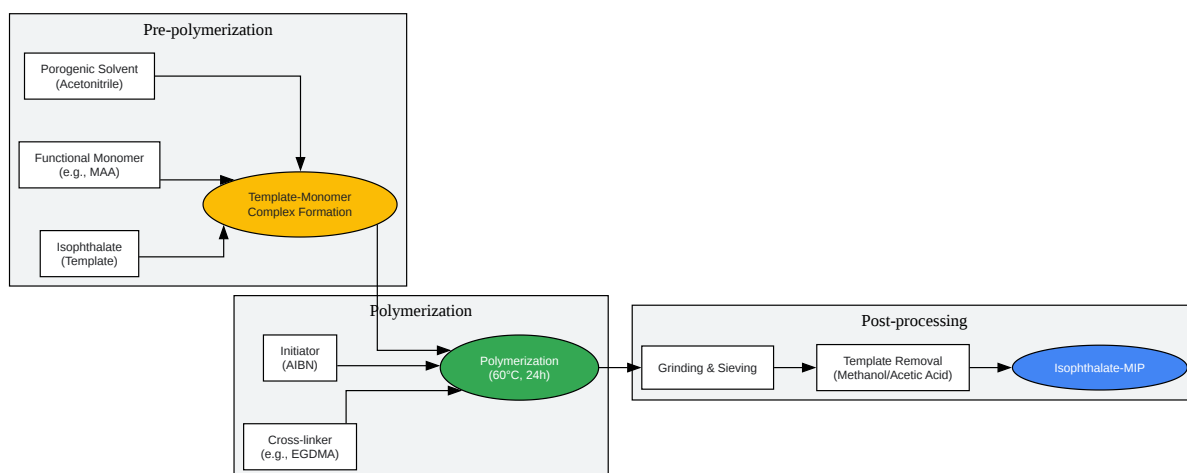 Pre-polymerization
Porogenic Solvent
(Acetonitrile)
Functional Monomer
(e.g., MAA)
Template-Monomer
Complex Formation
Isophthalate
(Template)
Polymerization
Initiator
(AIBN)
Polymerization
(60°C, 24h)
Cross-linker
(e.g., EGDMA)
Post-processing
Grinding & Sieving
Template Removal
(Methanol/Acetic Acid)
Isophthalate-MIP